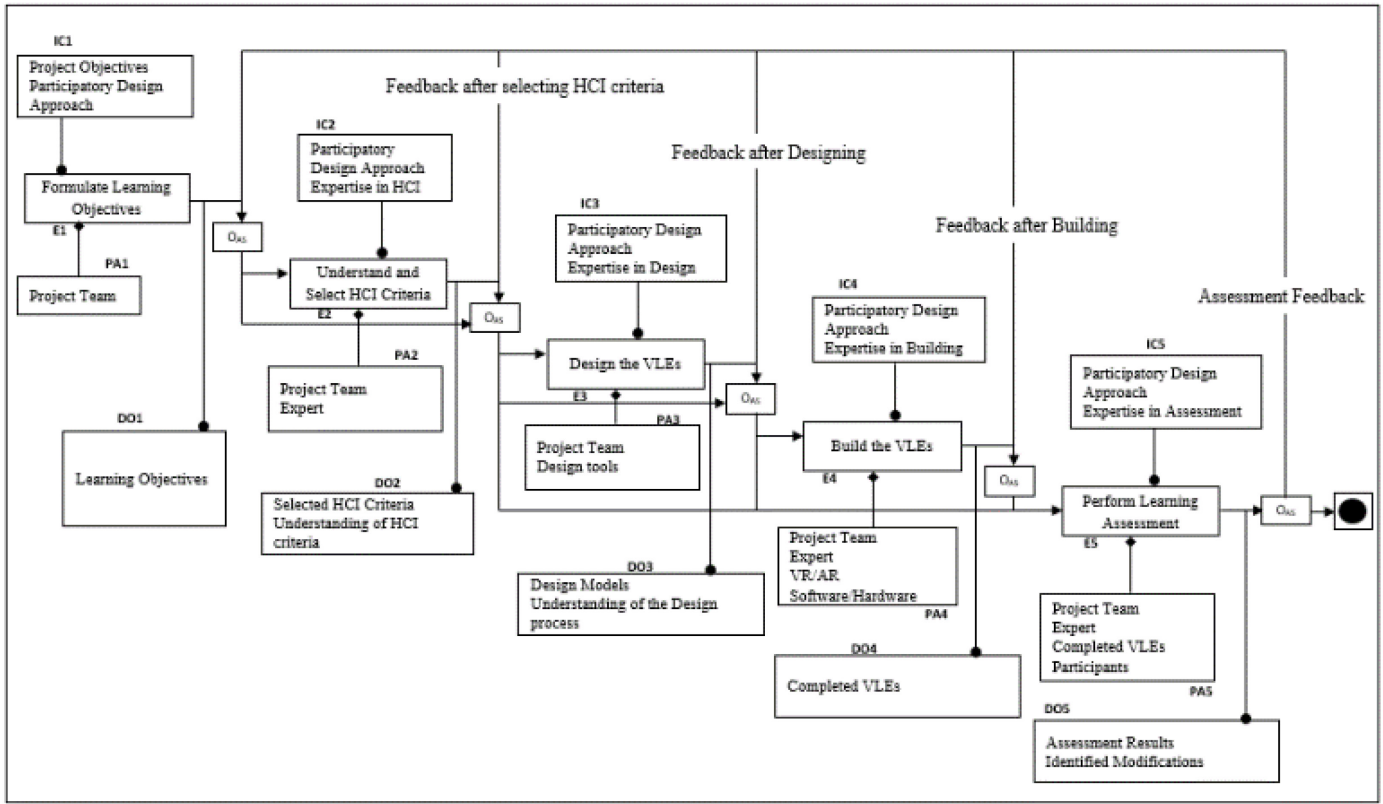 IC1
Project Objectives
Participatory Design
Approach
Feedback after selecting HCI criteria
IC2
Participatory
Design Approach
Expertise in HCI
Feedback after Designing
Formulate Learning
Objectives
E1
OAS
IC3
Participatory Design
Approach
Expertise in Design
Feedback after Building
PA1
Project Team
Understand and
Select HCI Criteria
E2
OAS
IC4
Participatory Design
Approach
Expertise in Building
Assessment Feedback
PA2
Project Team
Expert
Design the VLEs
E3
OAS
IC5
Participatory Design
Approach
Expertise in Assessment
DO1
Learning Objectives
PA3
Project Team
Design tools
Build the VLEs
E4
OAS
DO2
Selected HCI Criteria
Understanding of HCI
criteria
Perform Learning
Assessment
E5
OAS
DO3
Design Models
Understanding of the Design
process
Project Team
Expert
VR/AR
Software/Hardware
PA4
Project Team
Expert
Completed VLEs
Participants
PA5
DO4
Completed VLEs
DO5
Assessment Results
Identified Modifications